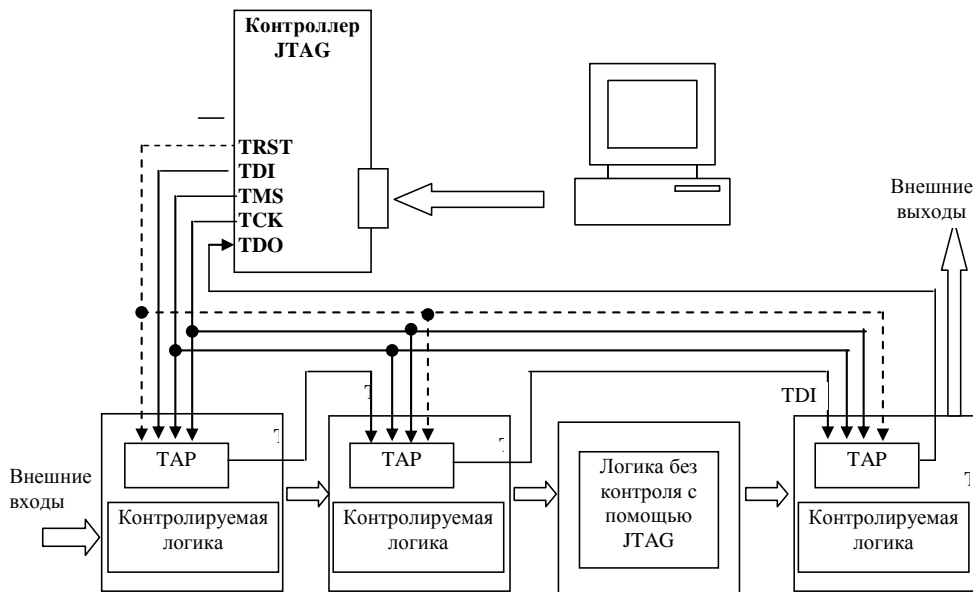 Контроллер
JTAG
TRST
TDI
TMS
TCK
TDO
Внешние
выходы
TDI
TAP
TAP
TAP
Внешние
входы
Контролируемая
логика
Контролируемая
логика
Логика без
контроля с
помощью
JTAG
Контролируемая
логика